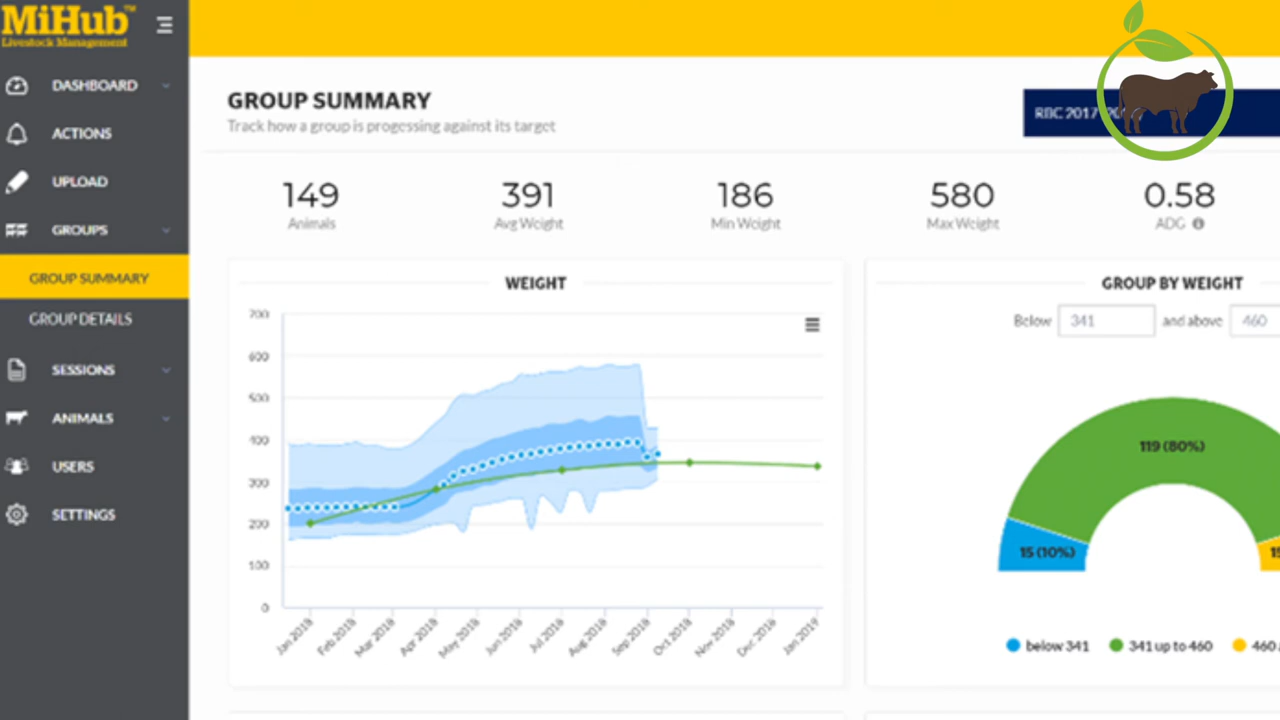 MiHub™
Livestock Management
DASHBOARD
ACTIONS
UPLOAD
GROUPS
GROUP SUMMARY
GROUP DETAILS
SESSIONS
ANIMALS
USERS
SETTINGS
GROUP SUMMARY
Track how a group is progessing against its target
RBC 2017
149
Animals
391
Avg Weight
186
Min Weight
580
Max Weight
0.58
ADG
WEIGHT
700
600
500
400
300
200
100
0
Jan 2018
Feb 2018
Mar 2018
Apr 2018
May 2018
Jun 2018
Jul 2018
Aug 2018
Sep 2018
Oct 2018
Nov 2018
Dec 2018
Jan 2019
GROUP BY WEIGHT
Below 341 and above 460
119 (80%)
15 (10%)
below 341 341 up to 460 460